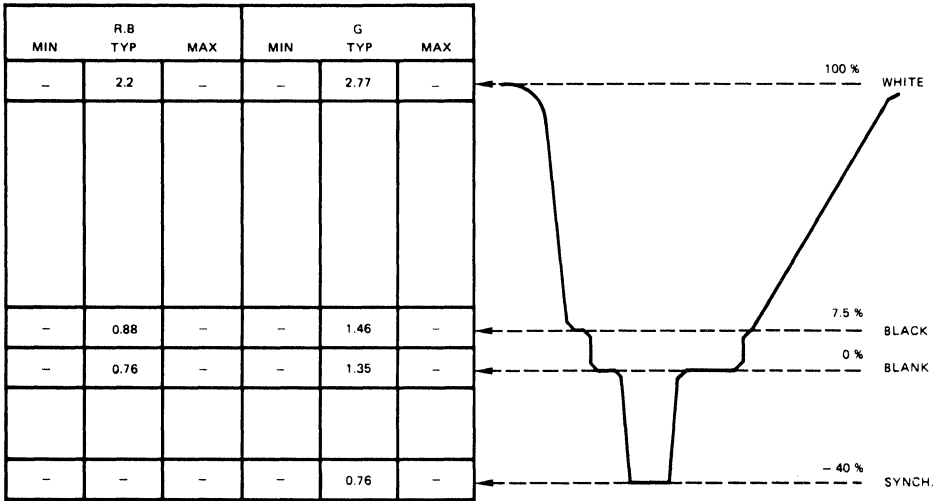 R.B G
MIN TYP MAX MIN TYP MAX
– 2.2 – – 2.77 – 100 % WHITE
– 0.88 – – 1.46 – 7.5 % BLACK
– 0.76 – – 1.35 – 0 % BLANK
– – – – 0.76 – – 40 % SYNCH.